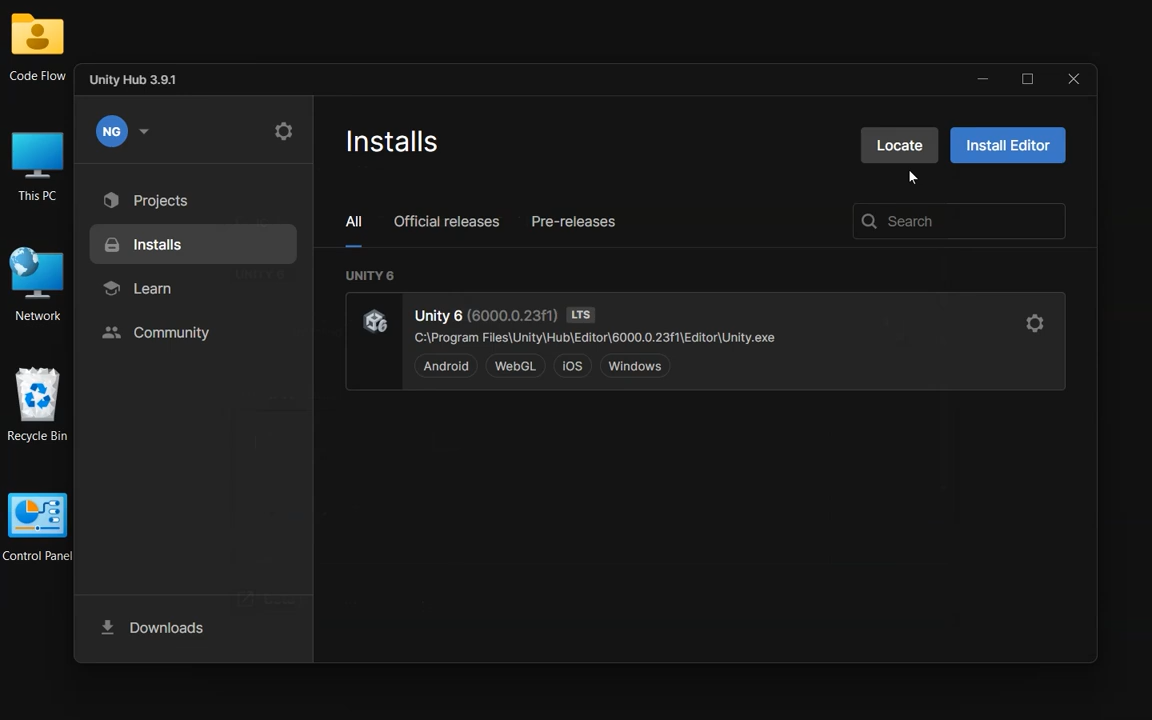 Code Flow
This PC
Network
Recycle Bin
Control Panel
Unity Hub 3.9.1
NG
Projects
Installs
Learn
Community
Downloads
Installs
Locate
Install Editor
All
Official releases
Pre-releases
Search
UNITY 6
6
Unity 6 (6000.0.23f1) LTS
C:\Program Files\Unity\Hub\Editor\6000.0.23f1\Editor\Unity.exe
Android
WebGL
iOS
Windows